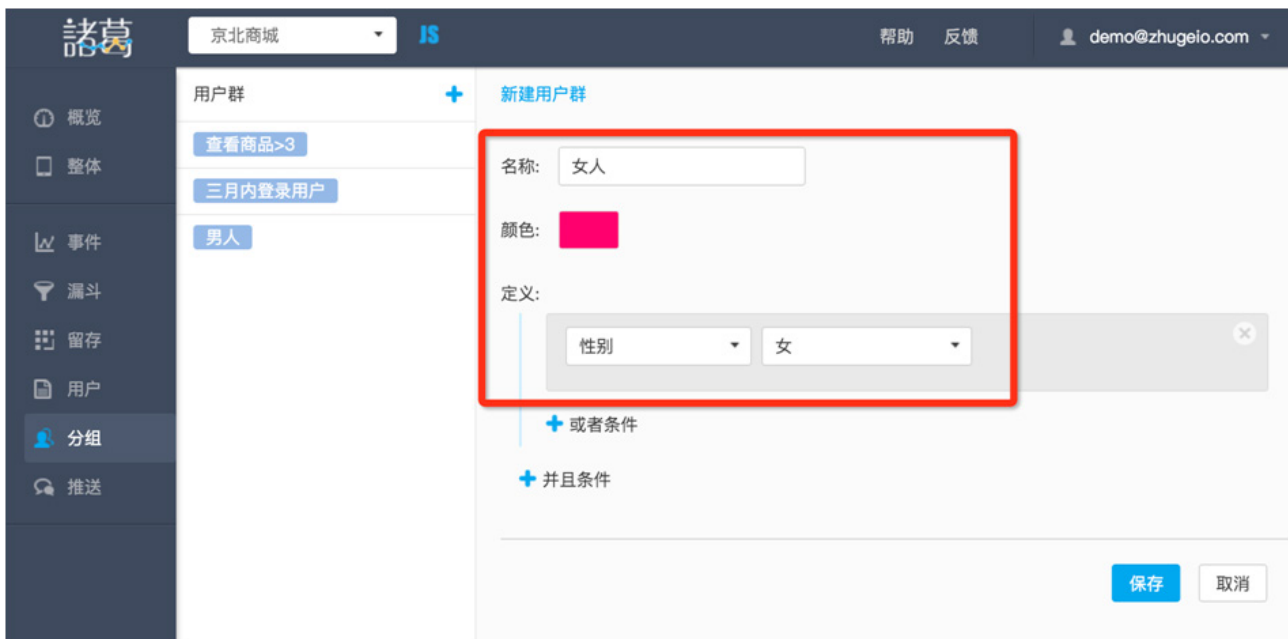 諸葛
京北商城
JS
帮助 反馈
demo@zhugeio.com
概览
整体
事件
漏斗
留存
用户
分组
推送
用户群
查看商品>3
三月内登录用户
男人
新建用户群
名称: 女人
颜色:
定义:
性别 女
或者条件
并且条件
保存 取消